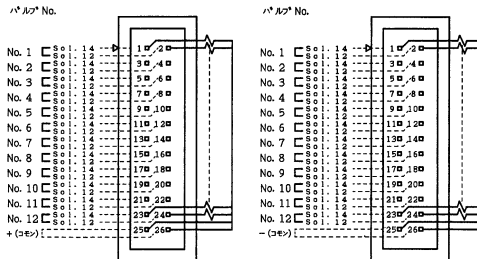 バルブ No.
No. 1 Sol.14 1 2
Sol.12
No. 2 Sol.14 3 4
Sol.12
No. 3 Sol.14 5 6
Sol.12
No. 4 Sol.14 7 8
Sol.12
No. 5 Sol.14 9 10
Sol.12
No. 6 Sol.14 11 12
Sol.12
No. 7 Sol.14 13 14
Sol.12
No. 8 Sol.14 15 16
Sol.12
No. 9 Sol.14 17 18
Sol.12
No. 10 Sol.14 19 20
Sol.12
No. 11 Sol.14 21 22
Sol.12
No. 12 Sol.14 23 24
Sol.12
+ (コモン) 25 26
バルブ No.
No. 1 Sol.14 1 2
Sol.12
No. 2 Sol.14 3 4
Sol.12
No. 3 Sol.14 5 6
Sol.12
No. 4 Sol.14 7 8
Sol.12
No. 5 Sol.14 9 10
Sol.12
No. 6 Sol.14 11 12
Sol.12
No. 7 Sol.14 13 14
Sol.12
No. 8 Sol.14 15 16
Sol.12
No. 9 Sol.14 17 18
Sol.12
No. 10 Sol.14 19 20
Sol.12
No. 11 Sol.14 21 22
Sol.12
No. 12 Sol.14 23 24
Sol.12
- (コモン) 25 26